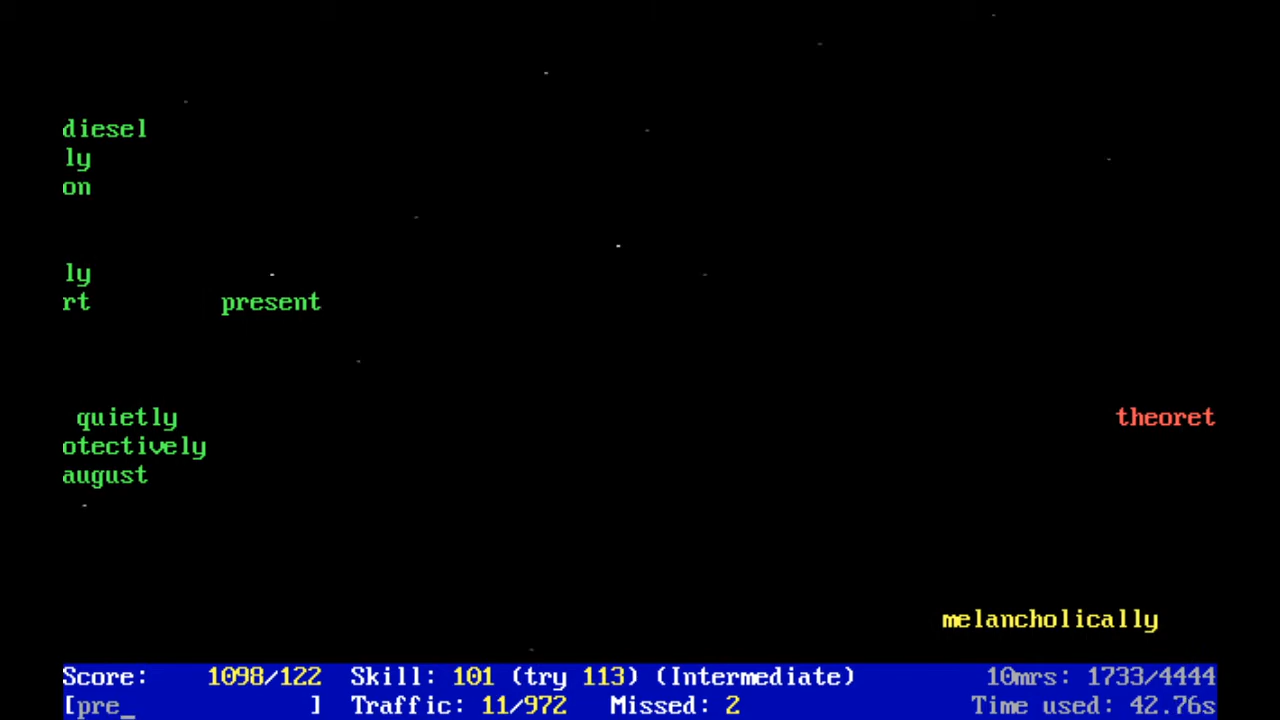 diesel
ly
on
ly
rt present
quietly theoret
otectively
august
melancholically
Score: 1098/122 Skill: 101 (try 113) (Intermediate) 10mrs: 1733/4444
[pre_ ] Traffic: 11/972 Missed: 2 Time used: 42.76s